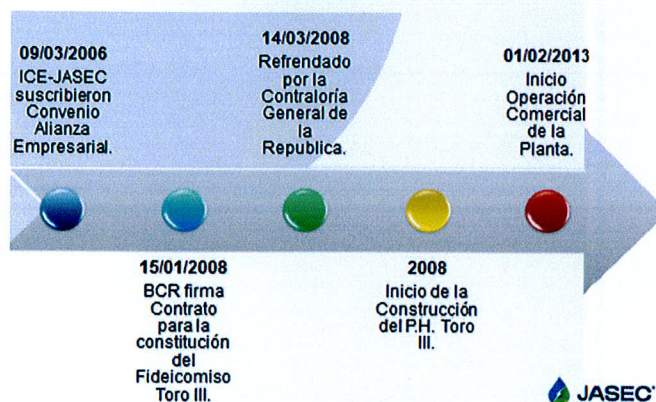 09/03/2006
ICE-JASEC
suscribieron
Convenio
Alianza
Empresarial.
15/01/2008
BCR firma
Contrato
para la
constitución
del
Fideicomiso
Toro III.
14/03/2008
Refrendado
por la
Contraloría
General de
la
Republica.
2008
Inicio de la
Construcción
del P.H. Toro
III.
01/02/2013
Inicio
Operación
Comercial
de la
Planta.
JASEC